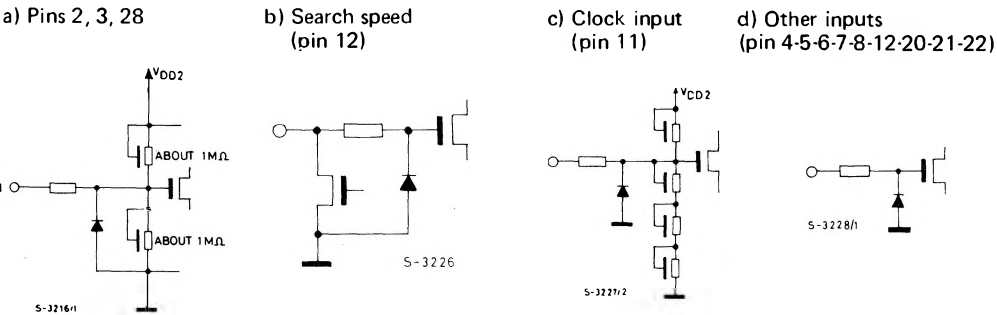 a) Pins 2, 3, 28
b) Search speed
(pin 12)
c) Clock input
(pin 11)
d) Other inputs
(pin 4-5-6-7-8-12-20-21-22)
VDD2
ABOUT 1MΩ
ABOUT 1MΩ
S-3216/1
S-3226
VDD2
S-3227/2
S-3228/1